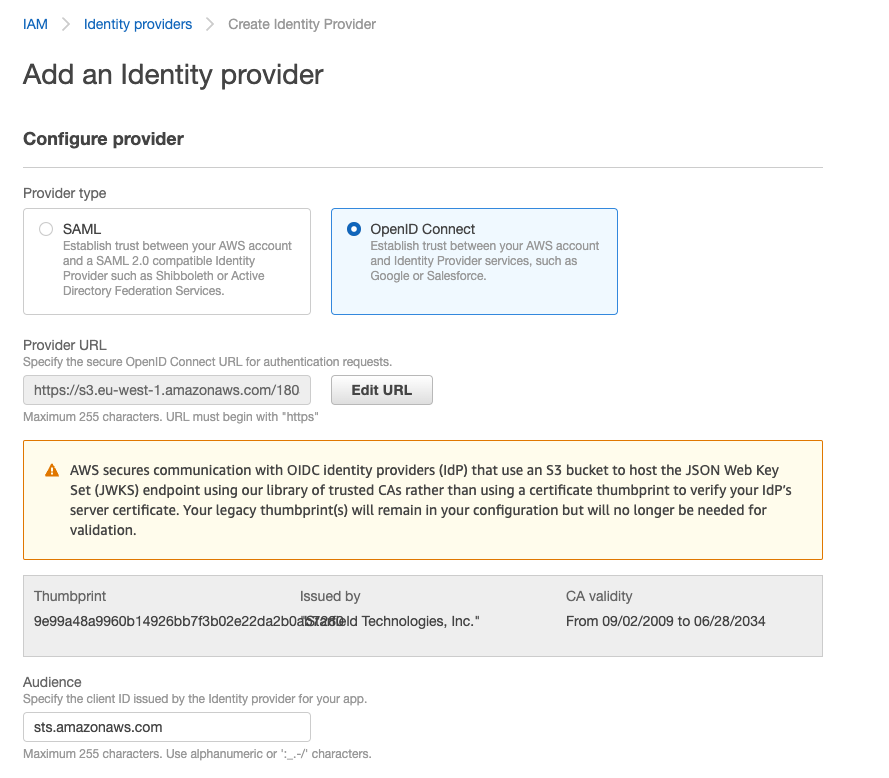 IAM > Identity providers > Create Identity Provider
Add an Identity provider
Configure provider
Provider type
SAML
Establish trust between your AWS account
and a SAML 2.0 compatible Identity
Provider such as Shibboleth or Active
Directory Federation Services.
OpenID Connect
Establish trust between your AWS account
and Identity Provider services, such as
Google or Salesforce.
Provider URL
Specify the secure OpenID Connect URL for authentication requests.
https://s3.eu-west-1.amazonaws.com/180
Edit URL
Maximum 255 characters. URL must begin with "https"
AWS secures communication with OIDC identity providers (IdP) that use an S3 bucket to host the JSON Web Key
Set (JWKS) endpoint using our library of trusted CAs rather than using a certificate thumbprint to verify your IdP's
server certificate. Your legacy thumbprint(s) will remain in your configuration but will no longer be needed for
validation.
Thumbprint Issued by CA validity
Technologies, Inc." From 09/02/2009 to 06/28/2034
Audience
Specify the client ID issued by the Identity provider for your app.
sts.amazonaws.com
Maximum 255 characters. Use alphanumeric or ':_.-/' characters.